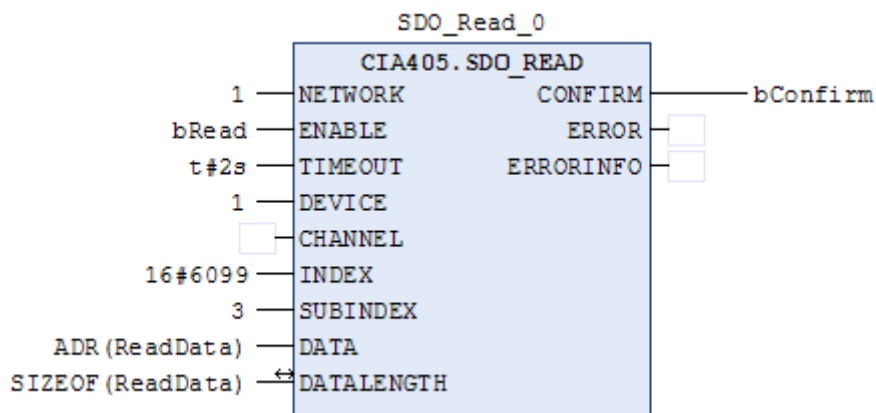 SDO_Read_0
CIA405.SDO_READ
1 NETWORK CONFIRM bConfirm
bRead ENABLE ERROR
t#2s TIMEOUT ERRORINFO
1 DEVICE
CHANNEL
16#6099 INDEX
3 SUBINDEX
ADR(ReadData) DATA
SIZEOF(ReadData) DATALENGTH